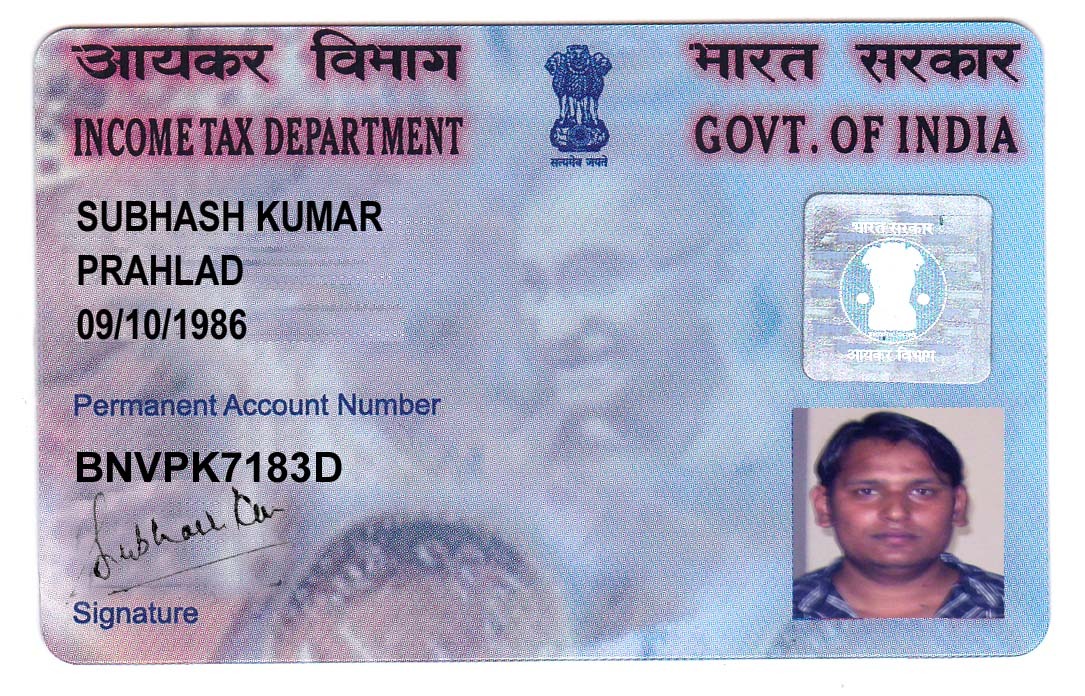 आयकर विभाग
INCOME TAX DEPARTMENT
सत्यमेव जयते
भारत सरकार
GOVT. OF INDIA
SUBHASH KUMAR
PRAHLAD
09/10/1986
भारत सरकार
आयकर विभाग
Permanent Account Number
BNVPK7183D
Subhash Kum
Signature